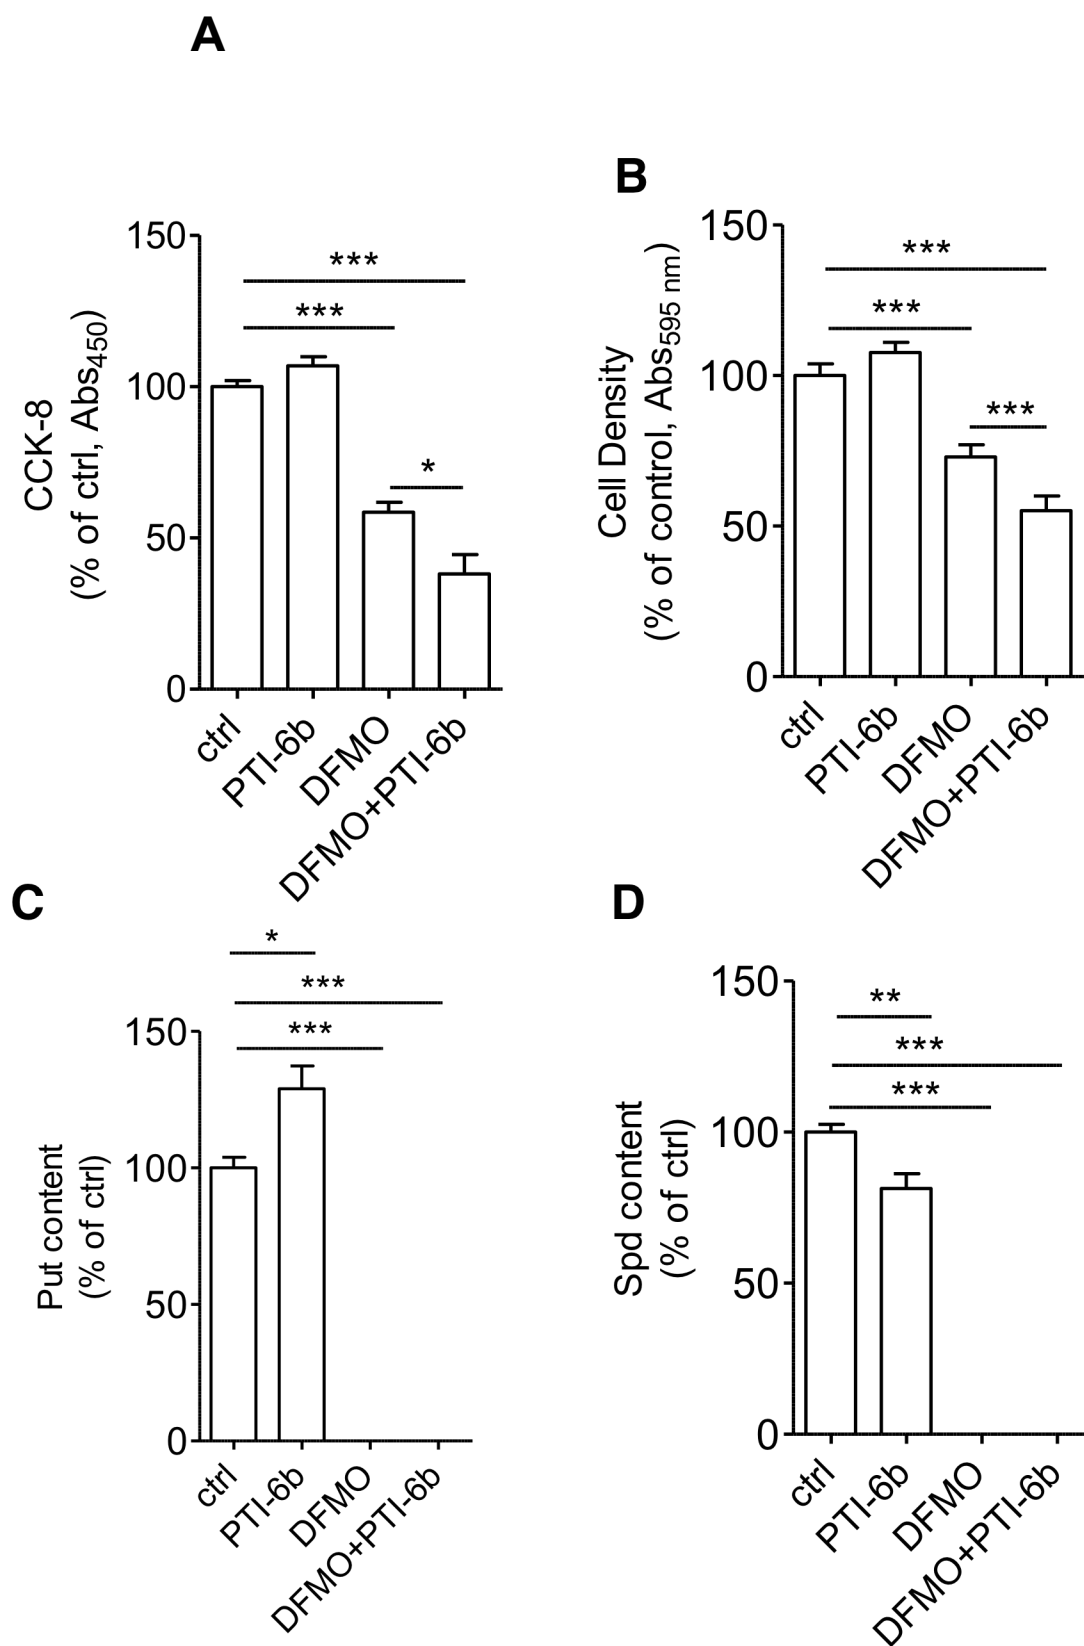 A
CCK-8
(% of ctrl, Abs450)
150
100
50
0
***
***
*
ctrl
PTI-6b
DFMO
DFMO+PTI-6b
B
Cell Density
(% of control, Abs595 nm)
150
100
50
0
***
***
***
ctrl
PTI-6b
DFMO
DFMO+PTI-6b
C
Put content
(% of ctrl)
150
100
50
0
*
***
***
ctrl
PTI-6b
DFMO
DFMO+PTI-6b
D
Spd content
(% of ctrl)
150
100
50
0
**
***
***
ctrl
PTI-6b
DFMO
DFMO+PTI-6b